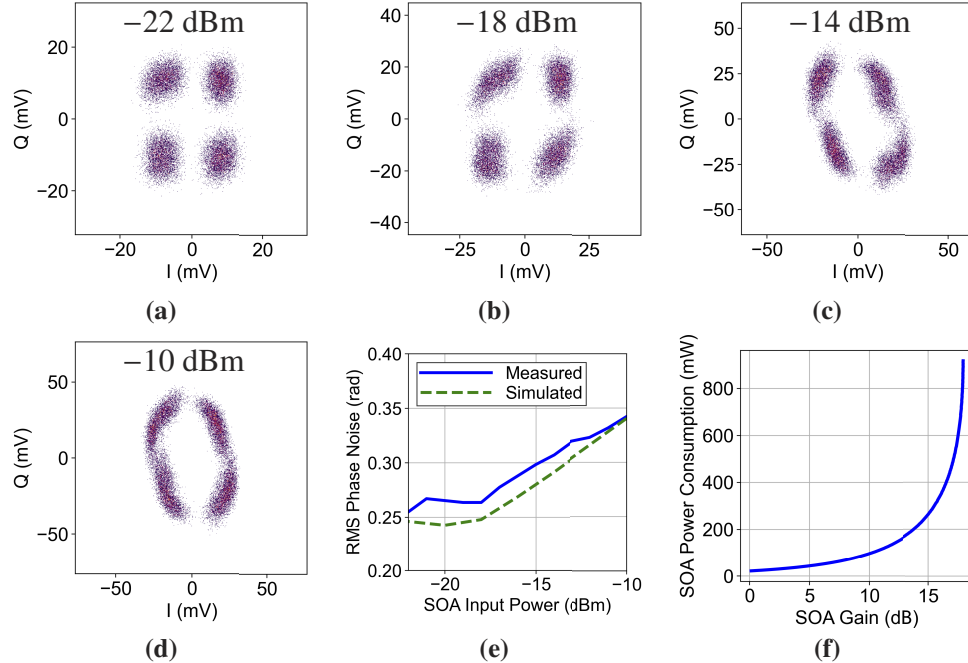 −22 dBm
20
0
−20
Q (mV)
−20
0
20
I (mV)
(a)
−18 dBm
40
20
0
−20
−40
Q (mV)
−25
0
25
I (mV)
(b)
−14 dBm
50
25
0
−25
−50
Q (mV)
−50
0
50
I (mV)
(c)
−10 dBm
50
0
−50
Q (mV)
−50
0
50
I (mV)
(d)
0.40
0.35
0.30
0.25
0.20
RMS Phase Noise (rad)
Measured
Simulated
−20
−15
−10
SOA Input Power (dBm)
(e)
800
600
400
200
0
SOA Power Consumption (mW)
0
5
10
15
SOA Gain (dB)
(f)